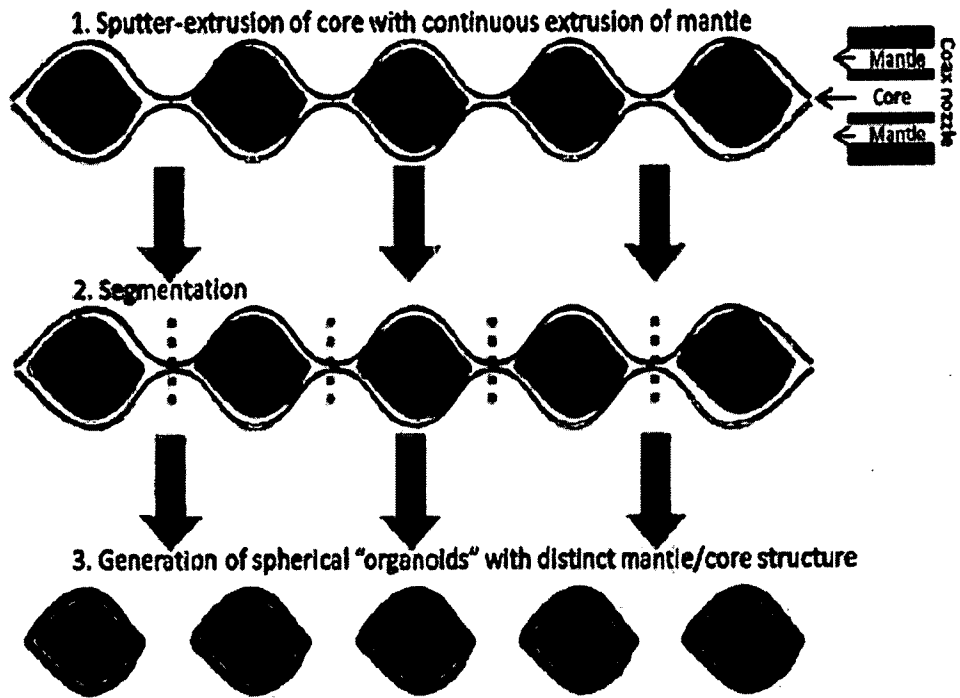 1. Sputter-extrusion of core with continuous extrusion of mantle
Mantle
Core
Mantle
Coax nozzle
2. Segmentation
3. Generation of spherical "organoids" with distinct mantle/core structure